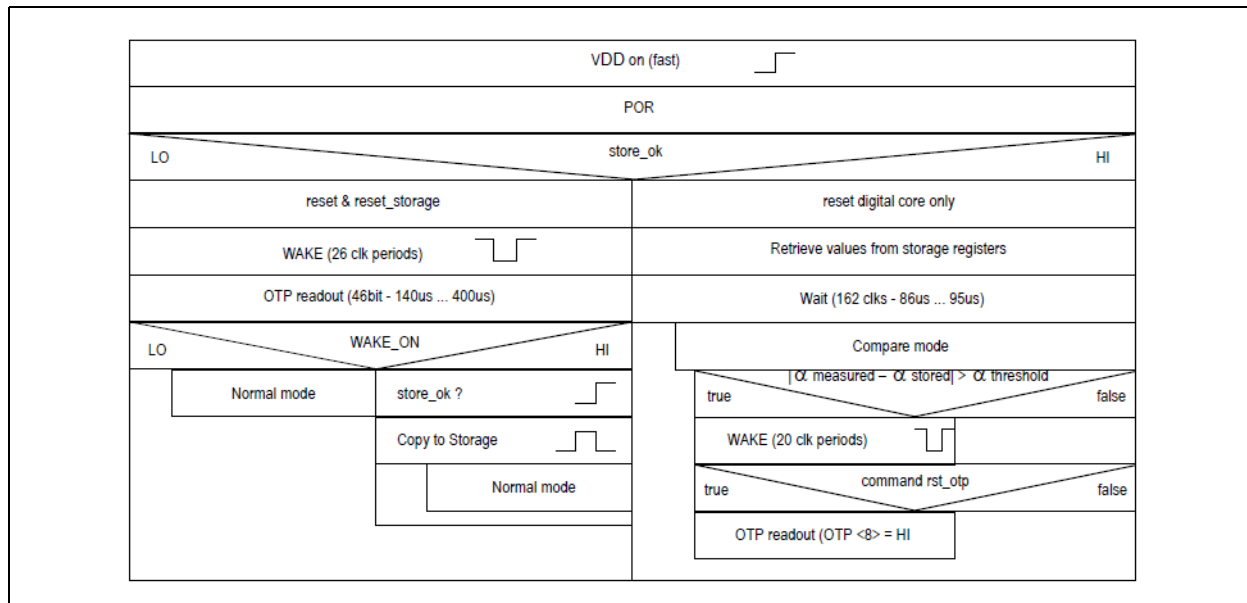 VDD on (fast)
POR
LO
store_ok
HI
reset & reset_storage
reset digital core only
WAKE (26 clk periods)
Retrieve values from storage registers
OTP readout (46bit - 140us ... 400us)
Wait (162 clks - 86us ... 95us)
LO
WAKE_ON
HI
Compare mode
Normal mode
store_ok ?
|α measured – α stored| > α threshold
true
false
Copy to Storage
WAKE (20 clk periods)
Normal mode
true
command rst_otp
false
OTP readout (OTP <8> = HI